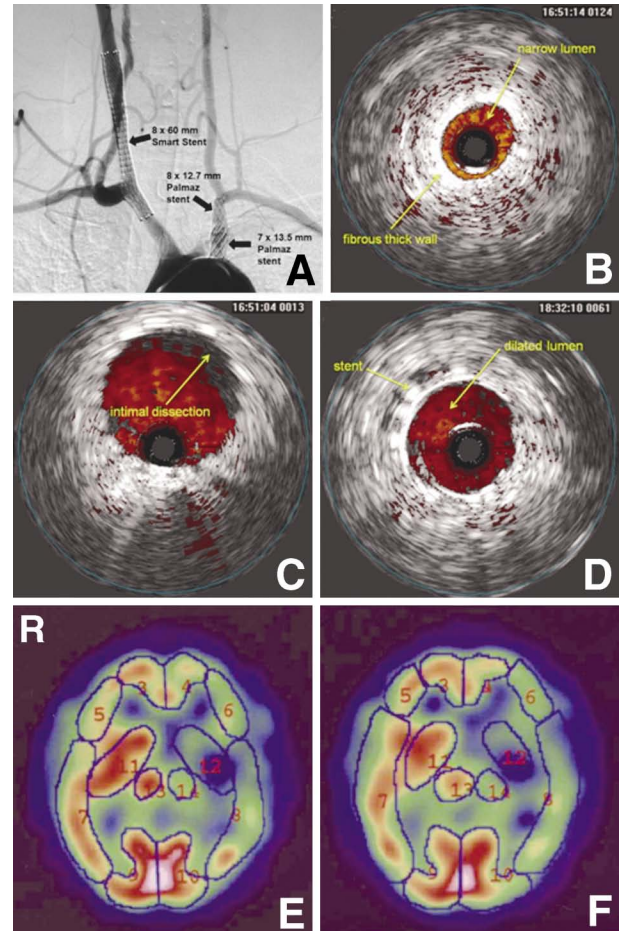 8 x 60 mm
Smart Stent
8 x 12.7 mm
Palmaz
stent
7 x 13.5 mm
Palmaz
stent
A
16:51:14 0124
narrow lumen
fibrous thick wall
B
16:51:04 0013
intimal dissection
C
18:32:10 0061
dilated lumen
stent
D
R
3 4
5 6
11 12
13 14
7 8
9 10
E
3 4
5 6
12
13 14
7 8
9 10
F